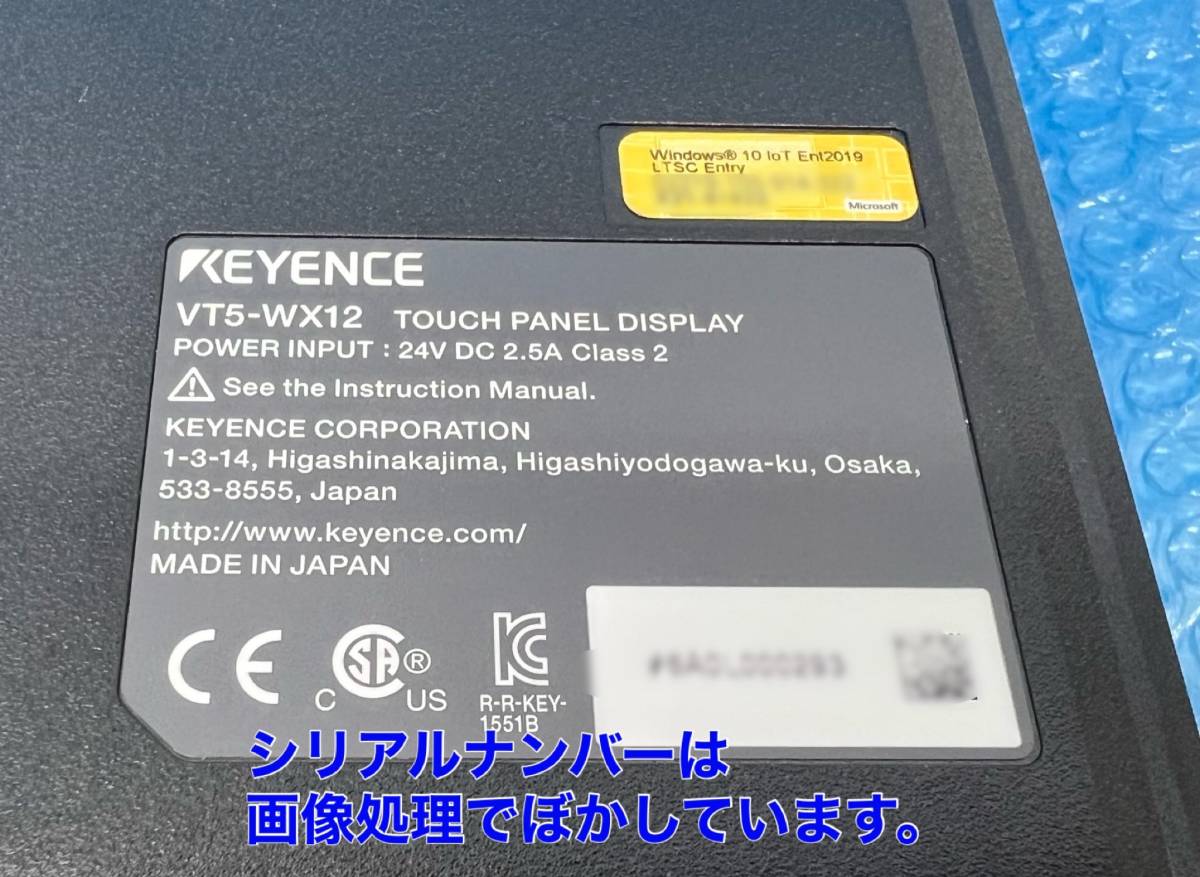 Windows® 10 IoT Ent2019
LTSC Entry
Microsoft
KEYENCE
VT5-WX12 TOUCH PANEL DISPLAY
POWER INPUT : 24V DC 2.5A Class 2
See the Instruction Manual.
KEYENCE CORPORATION
1-3-14, Higashinakajima, Higashiyodogawa-ku, Osaka,
533-8555, Japan
http://www.keyence.com/
MADE IN JAPAN
CE
C SA ® US
KC
R-R-KEY-
1551B
シリアルナンバーは
画像処理でぼかしています。